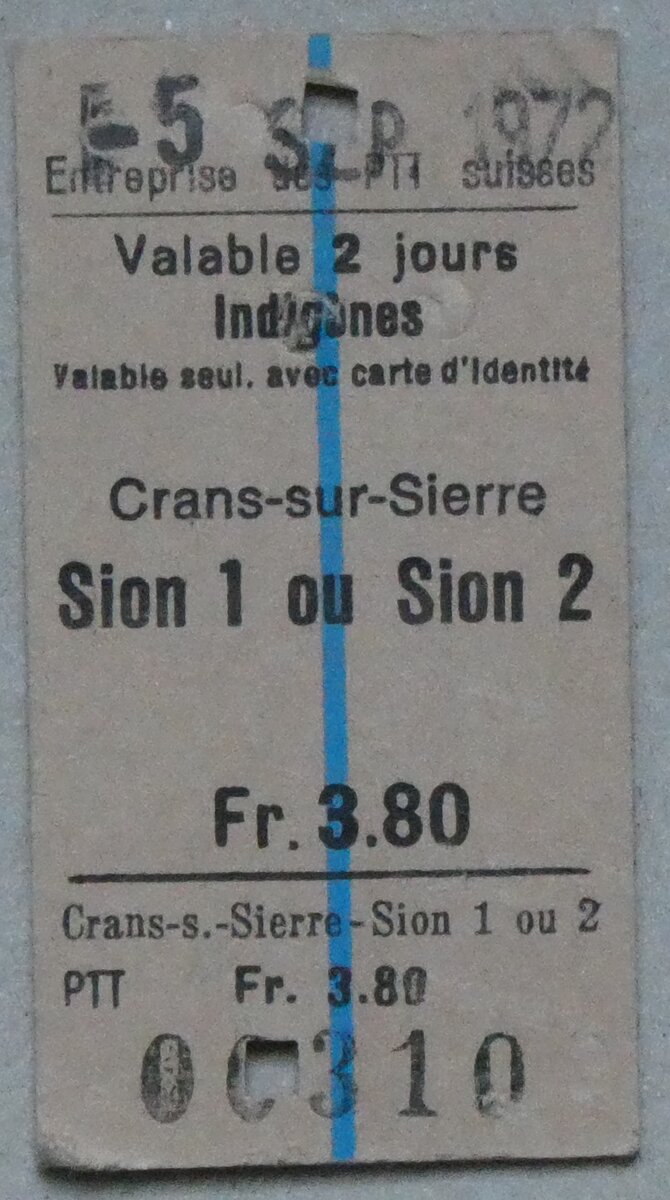 -5 SEP 1972
Entreprise des PTT suisses
Valable 2 jours
Indigènes
Valable seul. avec carte d'identité
Crans-sur-Sierre
Sion 1 ou Sion 2
Fr. 3.80
Crans-s.-Sierre-Sion 1 ou 2
PTT Fr. 3.80
00310